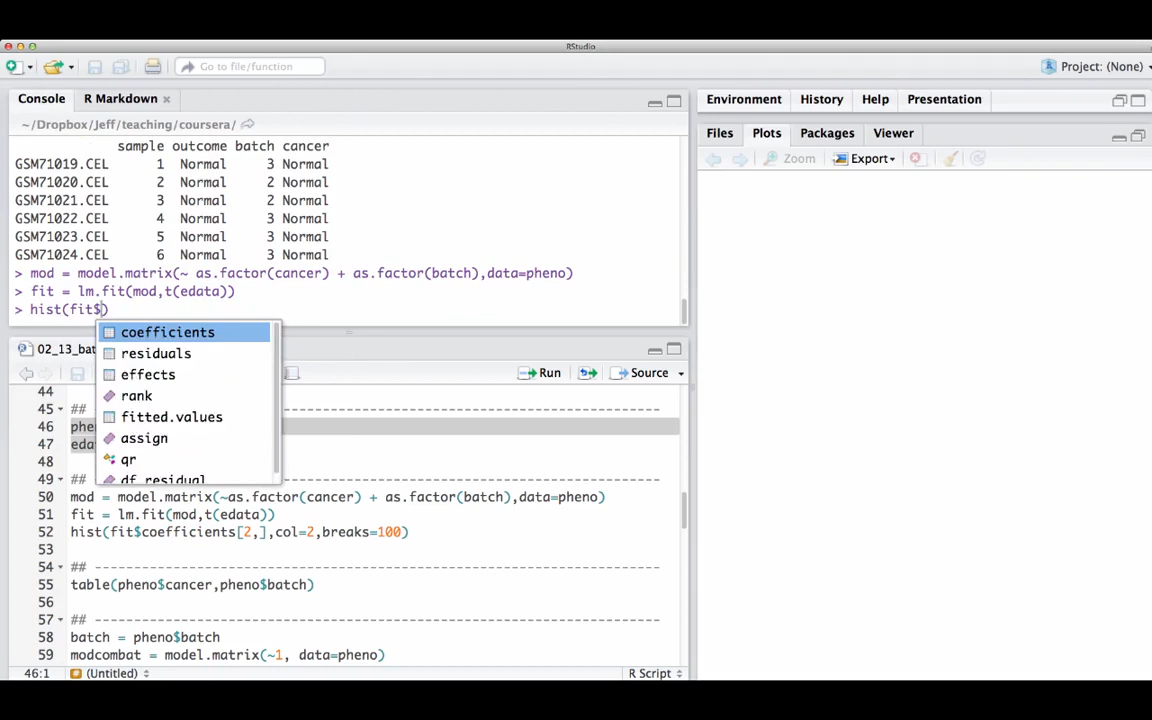 RStudio
Go to file/function
Project: (None)
Console R Markdown
Environment History Help Presentation
~/Dropbox/Jeff/teaching/coursera/
Files Plots Packages Viewer
Zoom Export
sample outcome batch cancer
GSM71019.CEL 1 Normal 3 Normal
GSM71020.CEL 2 Normal 2 Normal
GSM71021.CEL 3 Normal 2 Normal
GSM71022.CEL 4 Normal 3 Normal
GSM71023.CEL 5 Normal 3 Normal
GSM71024.CEL 6 Normal 3 Normal
> mod = model.matrix(~ as.factor(cancer) + as.factor(batch),data=pheno)
> fit = lm.fit(mod,t(edata))
> hist(fit$)
coefficients
residuals
effects
rank
fitted.values
assign
qr
df.residual
02_13_bat
Run Source
44
45 ## -----------------------------------------------------------------
46 phen
47 eda
48
49 ## -----------------------------------------------------------------
50 mod = model.matrix(~as.factor(cancer) + as.factor(batch),data=pheno)
51 fit = lm.fit(mod,t(edata))
52 hist(fit$coefficients[2,],col=2,breaks=100)
53
54 ## -----------------------------------------------------------------
55 table(pheno$cancer,pheno$batch)
56
57 ## -----------------------------------------------------------------
58 batch = pheno$batch
59 modcombat = model.matrix(~1, data=pheno)
46:1 (Untitled) R Script